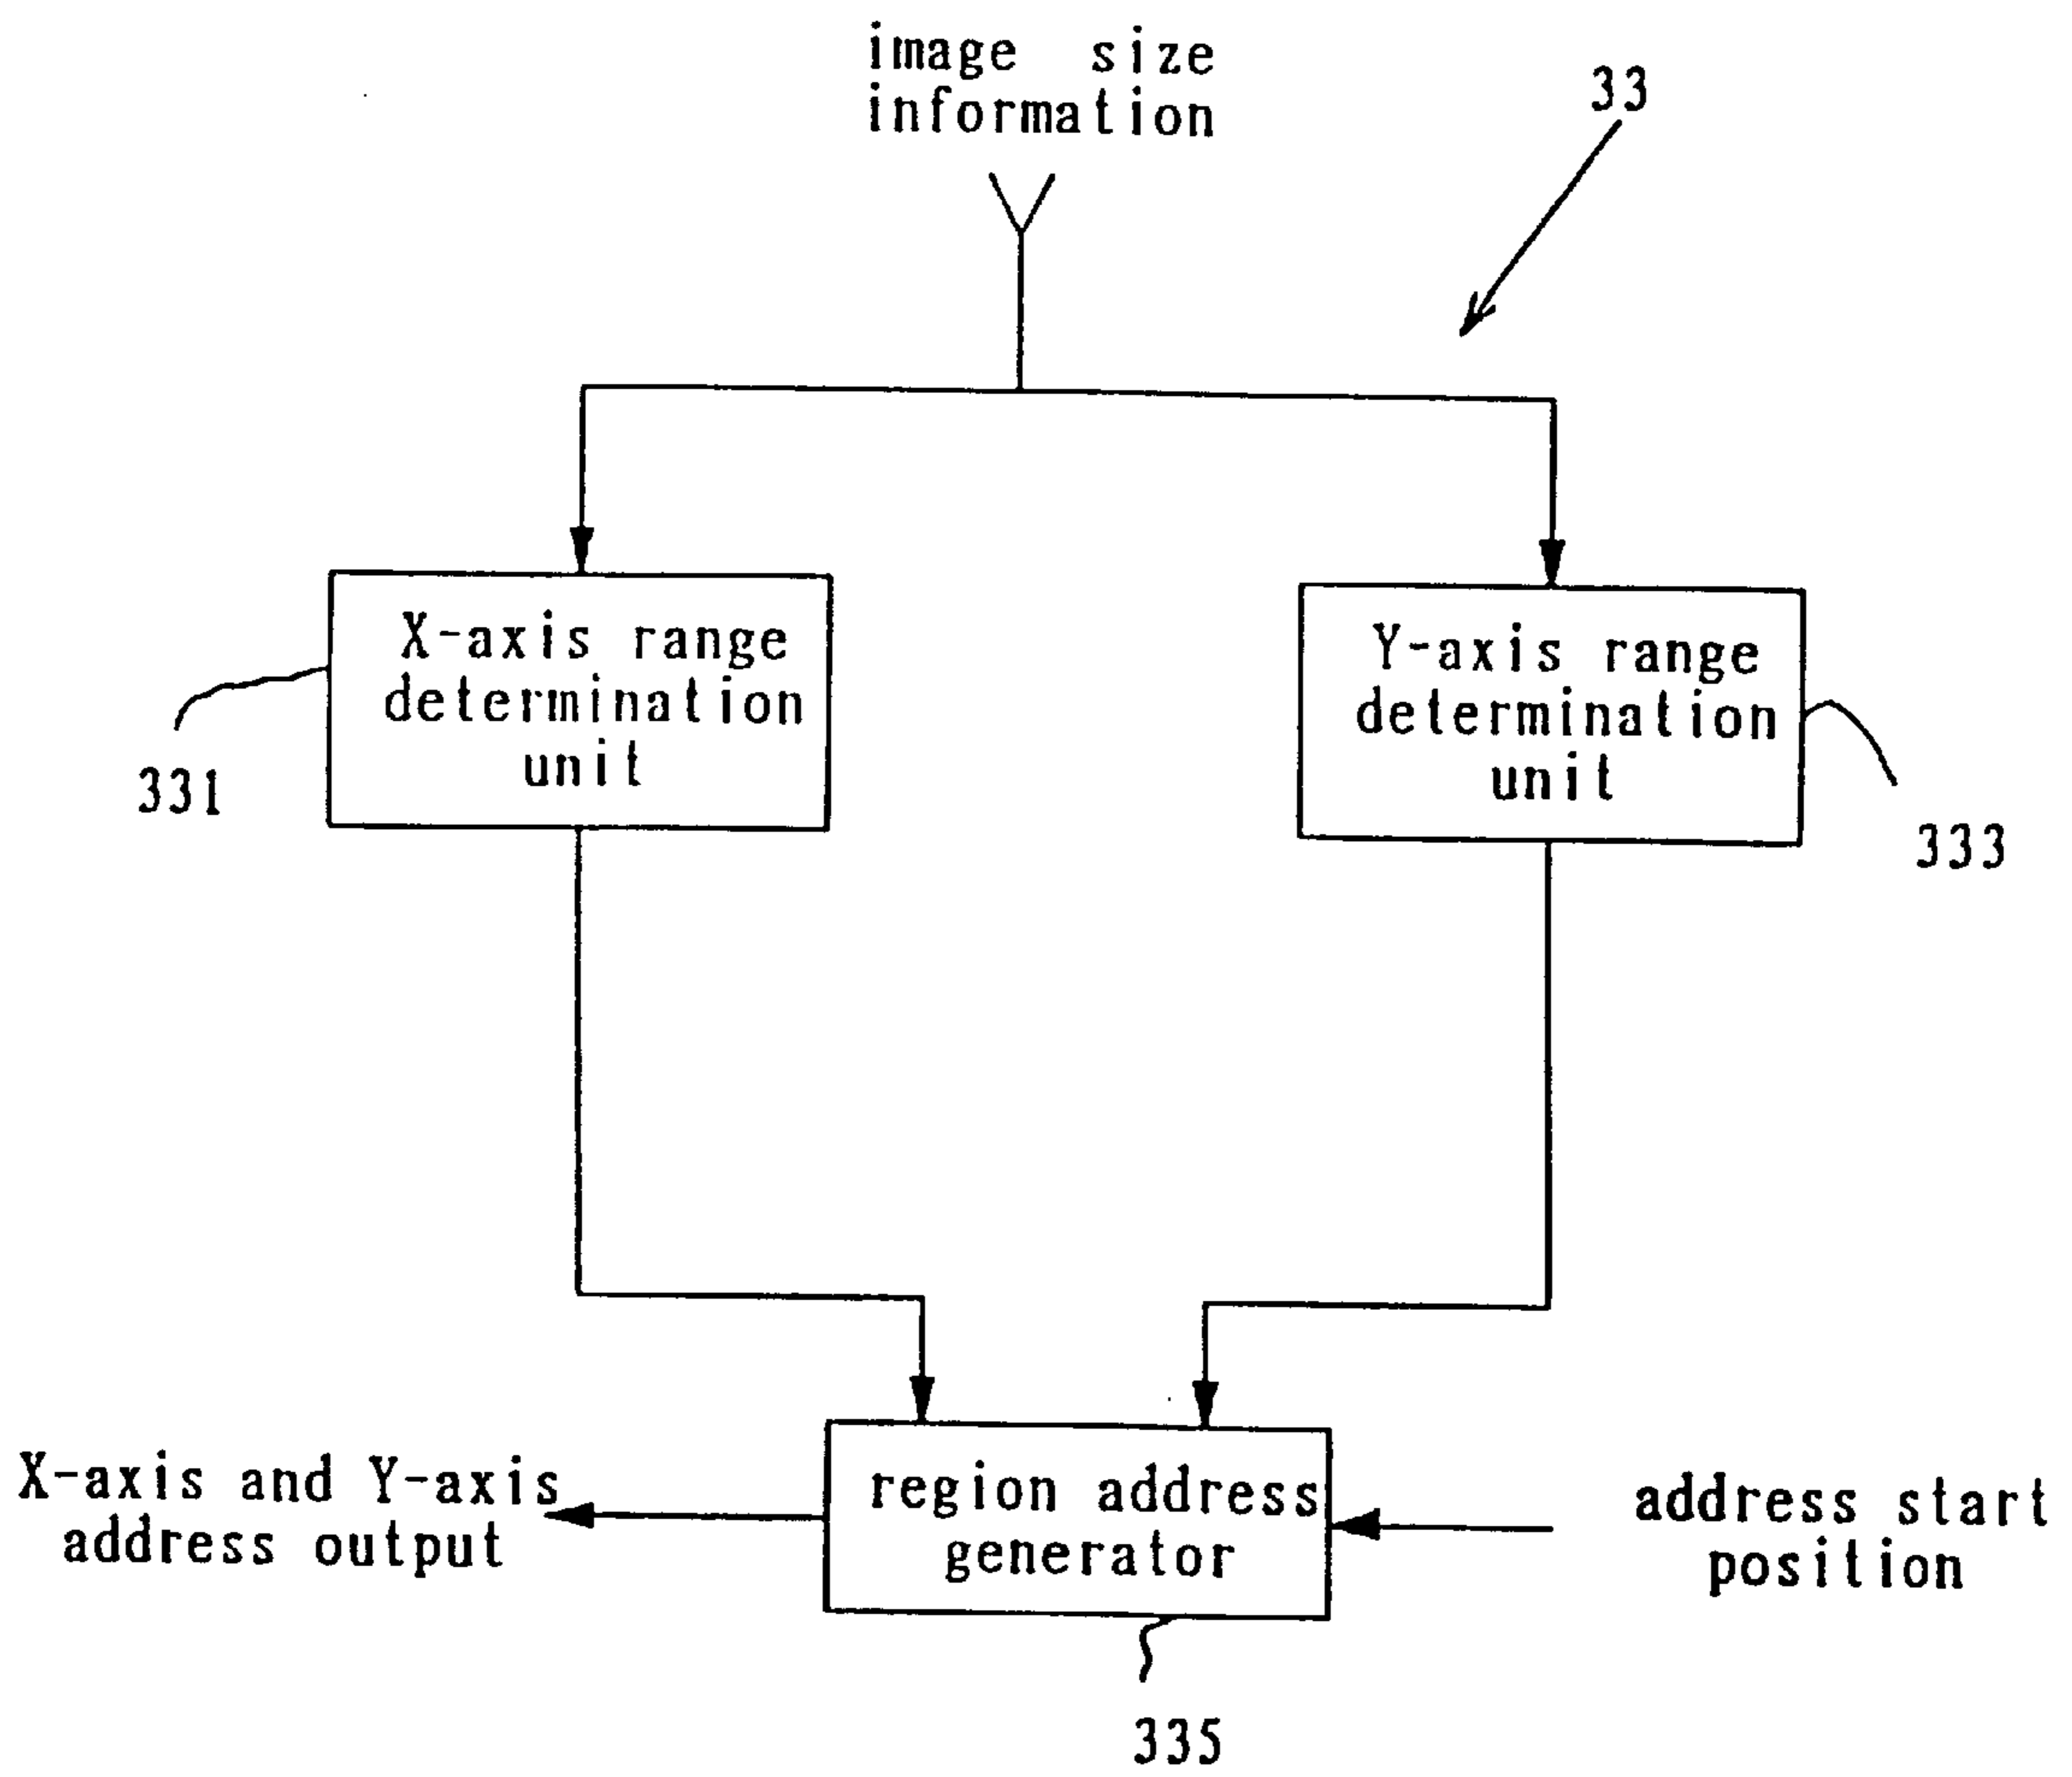 image size
information
33
X-axis range
determination
unit
331
Y-axis range
determination
unit
333
X-axis and Y-axis
address output
region address
generator
address start
position
335